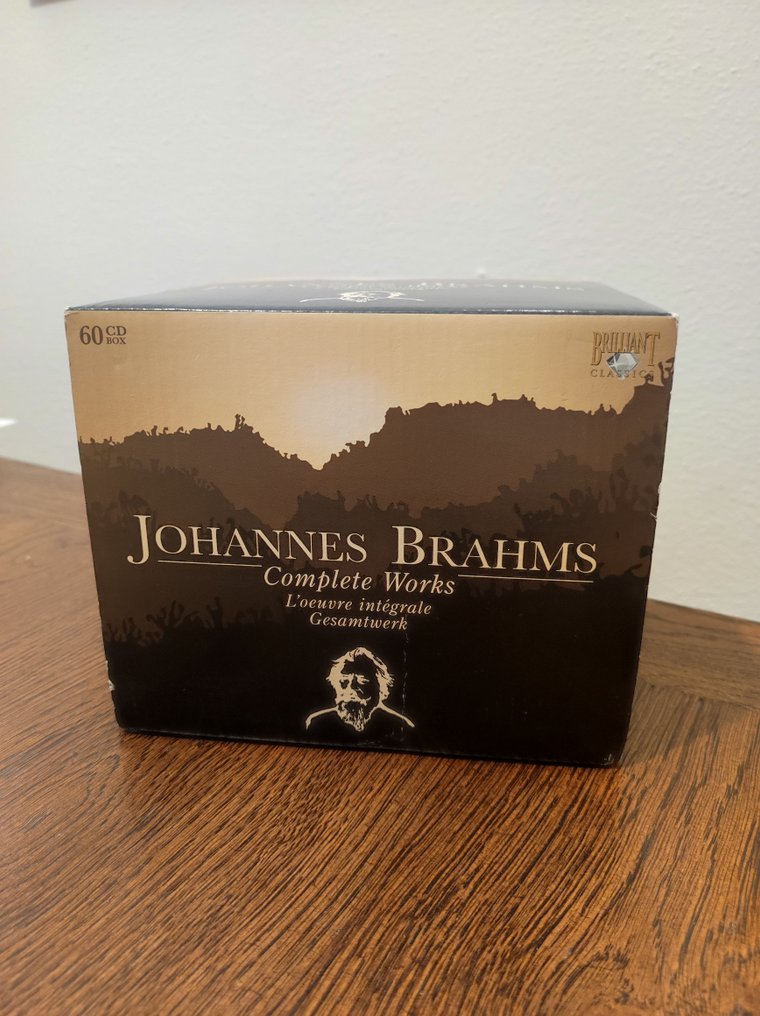 60 CD
BOX
BRILLIANT
CLASSICS
JOHANNES BRAHMS
Complete Works
L'oeuvre intégrale
Gesamtwerk